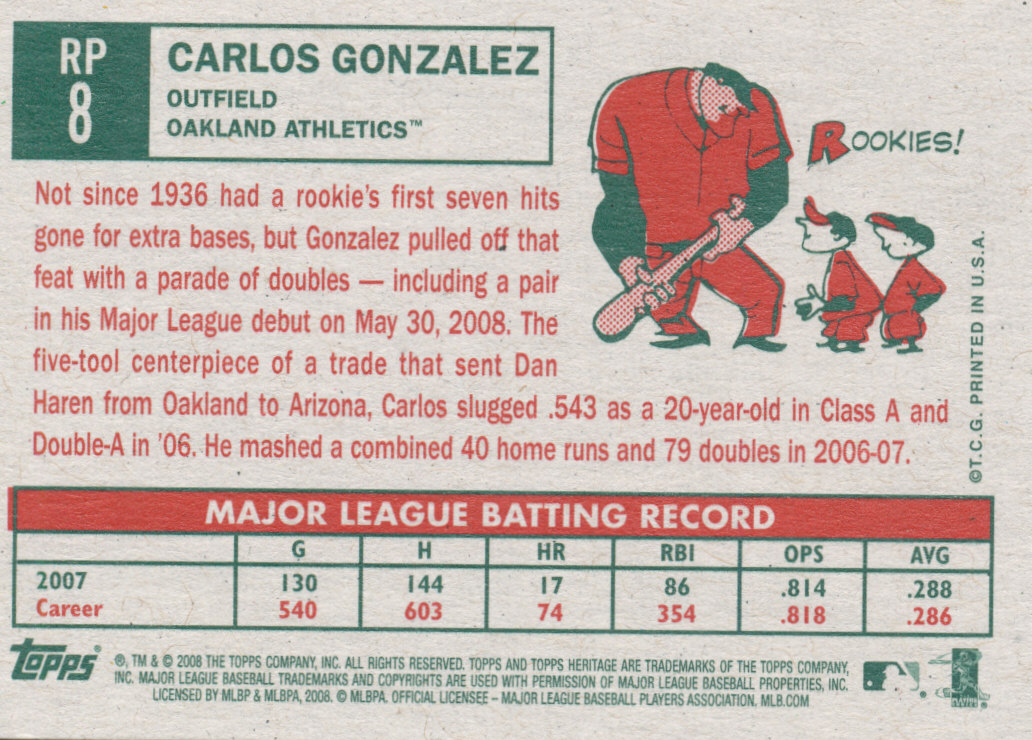 RP
8
CARLOS GONZALEZ
OUTFIELD
OAKLAND ATHLETICS™
ROOKIES!
Not since 1936 had a rookie's first seven hits
gone for extra bases, but Gonzalez pulled off that
feat with a parade of doubles — including a pair
in his Major League debut on May 30, 2008. The
five-tool centerpiece of a trade that sent Dan
Haren from Oakland to Arizona, Carlos slugged .543 as a 20-year-old in Class A and
Double-A in '06. He mashed a combined 40 home runs and 79 doubles in 2006-07.
©T.C.G. PRINTED IN U.S.A.
MAJOR LEAGUE BATTING RECORD
G H HR RBI OPS AVG
2007 130 144 17 86 .814 .288
Career 540 603 74 354 .818 .286
topps
®, TM & © 2008 THE TOPPS COMPANY, INC. ALL RIGHTS RESERVED. TOPPS AND TOPPS HERITAGE ARE TRADEMARKS OF THE TOPPS COMPANY,
INC. MAJOR LEAGUE BASEBALL TRADEMARKS AND COPYRIGHTS ARE USED WITH PERMISSION OF MAJOR LEAGUE BASEBALL PROPERTIES, INC.
LICENSED BY MLBP & MLBPA, 2008. © MLBPA. OFFICIAL LICENSEE – MAJOR LEAGUE BASEBALL PLAYERS ASSOCIATION. MLB.COM